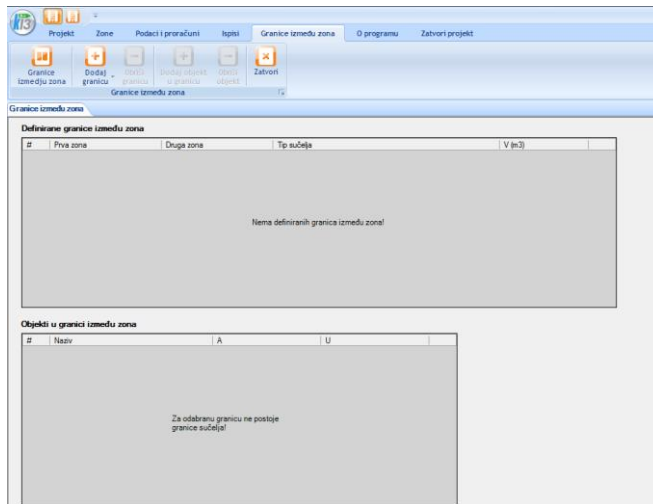 ki3
Projekt Zone Podaci i proračuni Ispisi Granice između zona O programu Zatvori projekt
Granice izmedju zona
Dodaj granicu
Obriši granicu
Dodaj objekt u granicu
Obriši objekt
Zatvori
Granice između zona
Granice između zona
Definirane granice između zona
# Prva zona Druga zona Tip sučelja V (m3)
Nema definiranih granica između zona!
Objekti u granici između zona
# Naziv A U
Za odabranu granicu ne postoje
granice sučelja!